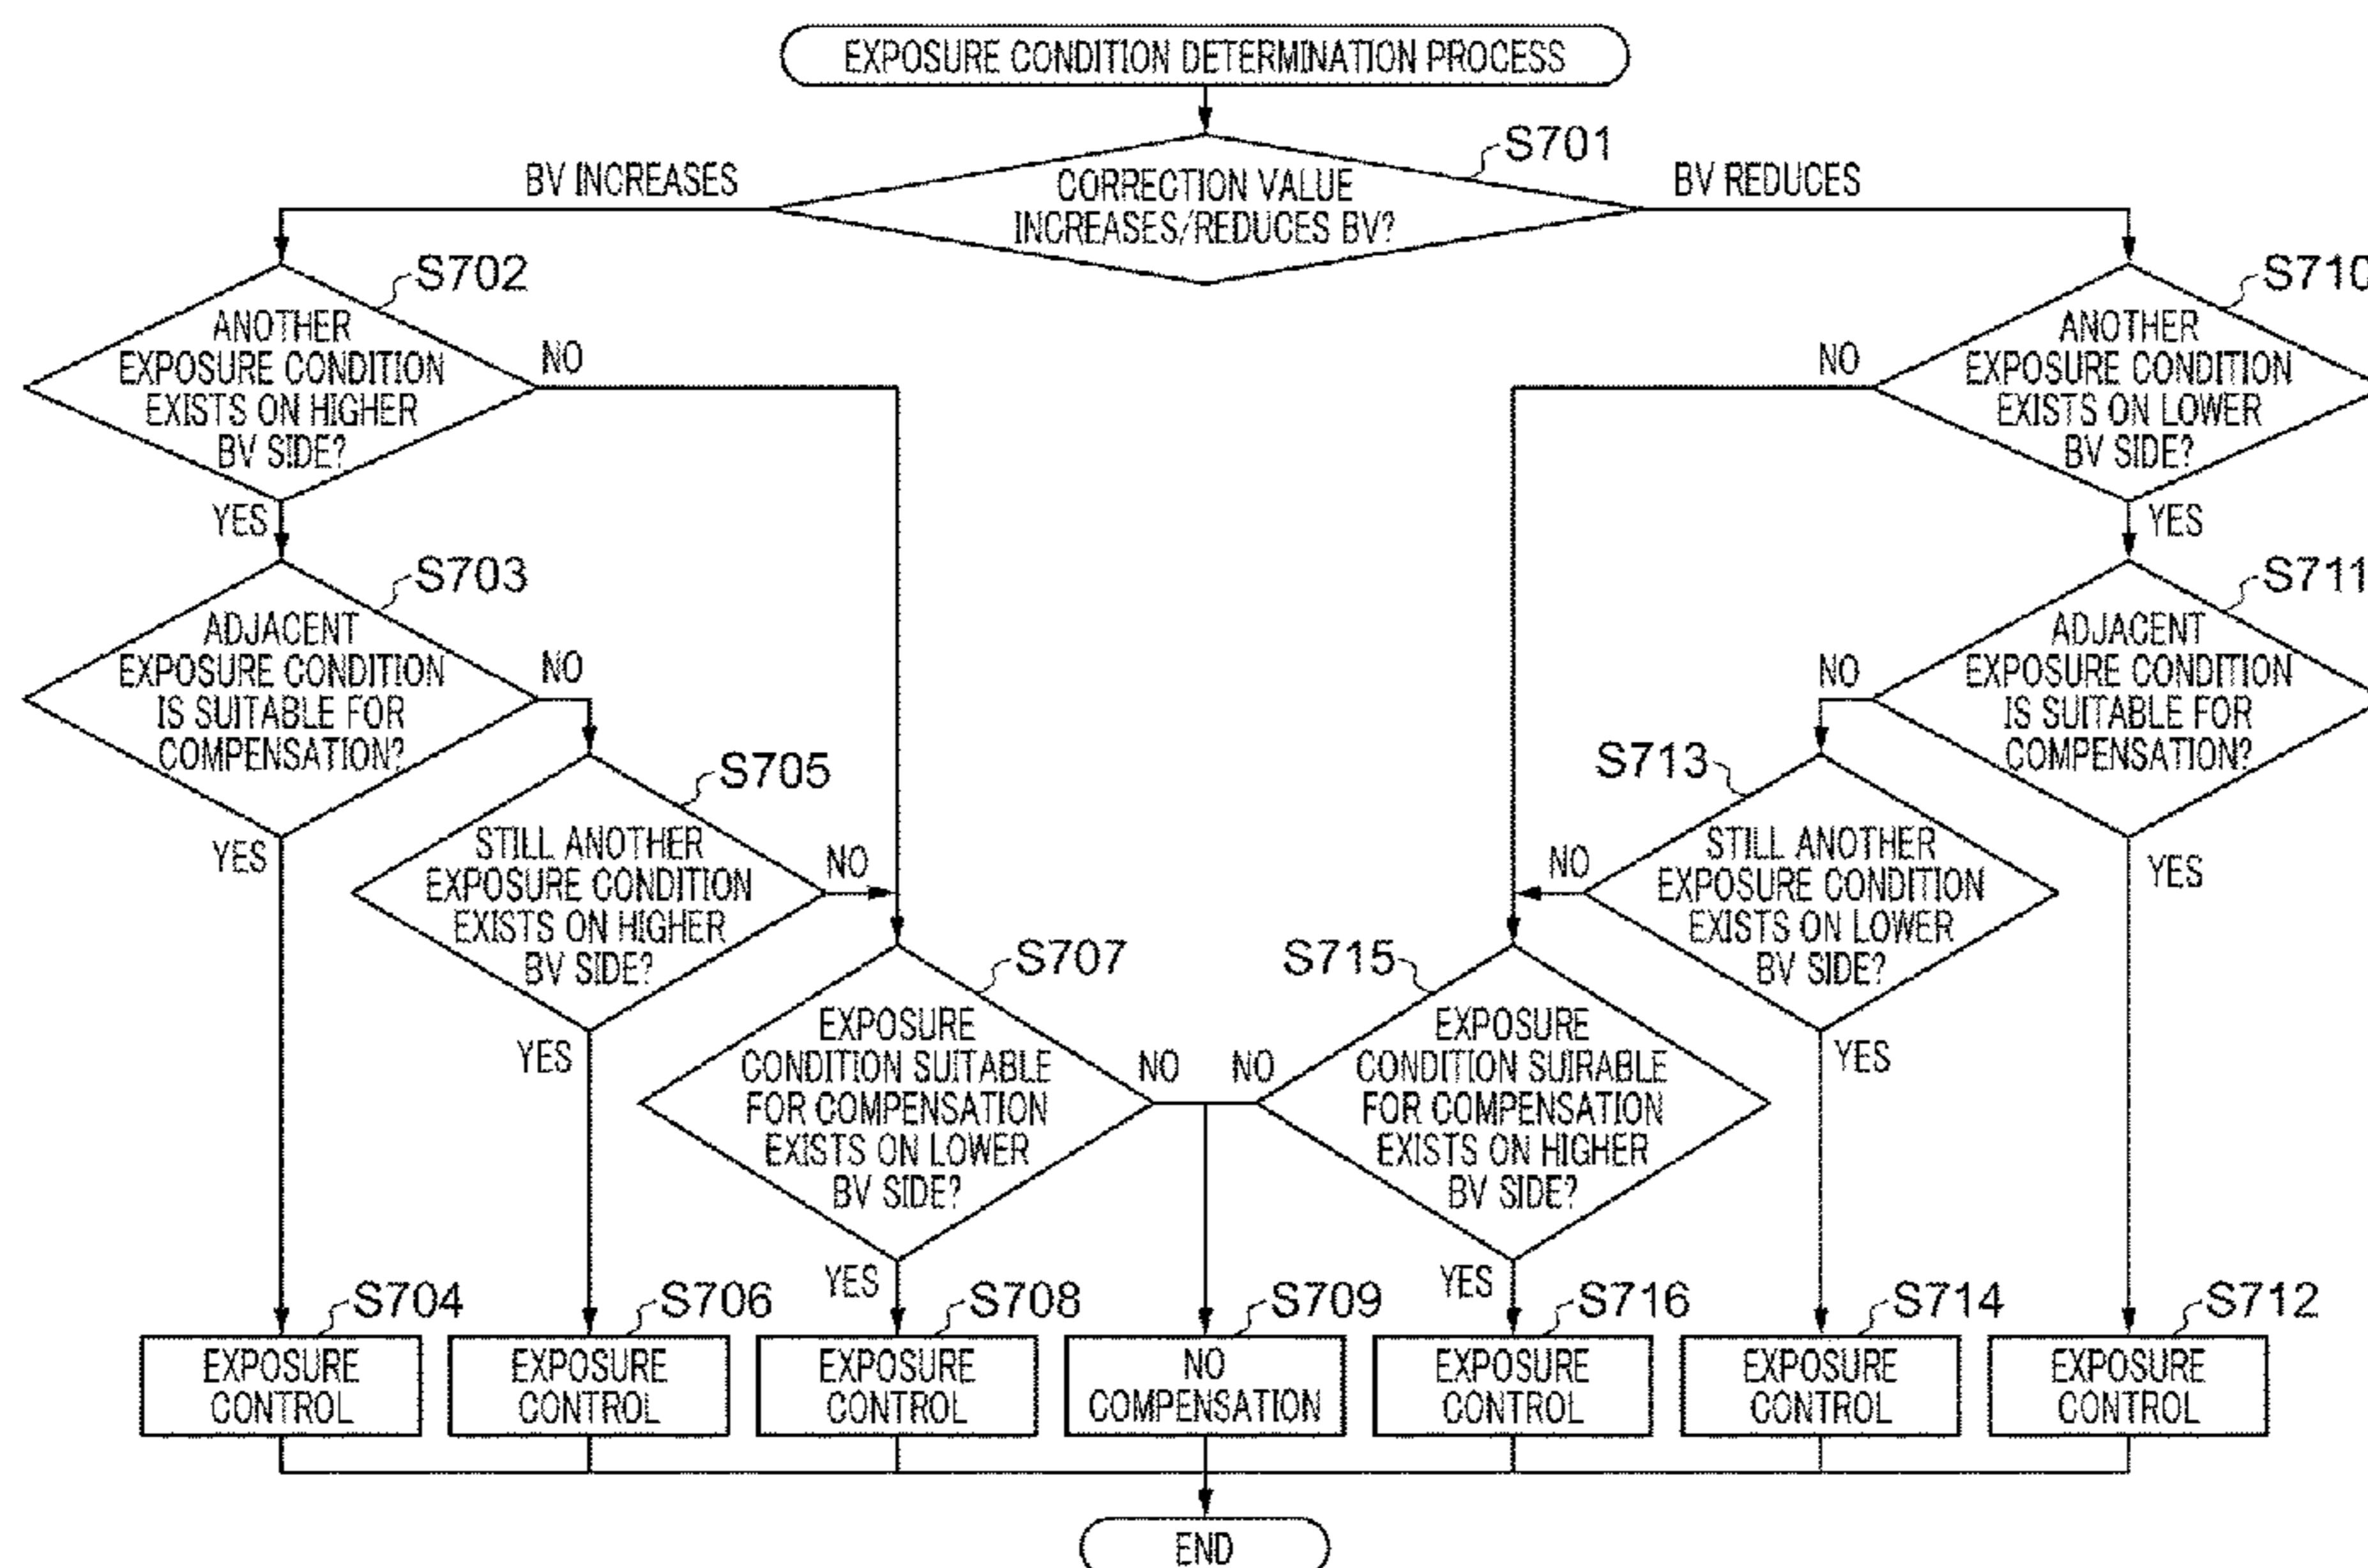 EXPOSURE CONDITION DETERMINATION PROCESS
S701
BV INCREASES
CORRECTION VALUE
INCREASES/REDUCES BV?
BV REDUCES
S702
ANOTHER
EXPOSURE CONDITION
EXISTS ON HIGHER
BV SIDE?
NO
YES
S710
ANOTHER
EXPOSURE CONDITION
EXISTS ON LOWER
BV SIDE?
NO
YES
S703
ADJACENT
EXPOSURE CONDITION
IS SUITABLE FOR
COMPENSATION?
NO
YES
S711
ADJACENT
EXPOSURE CONDITION
IS SUITABLE FOR
COMPENSATION?
NO
YES
S705
STILL ANOTHER
EXPOSURE CONDITION
EXISTS ON HIGHER
BV SIDE?
NO
YES
S713
STILL ANOTHER
EXPOSURE CONDITION
EXISTS ON LOWER
BV SIDE?
NO
YES
S707
EXPOSURE
CONDITION SUITABLE
FOR COMPENSATION
EXISTS ON LOWER
BV SIDE?
NO
YES
S715
EXPOSURE
CONDITION SUIRABLE
FOR COMPENSATION
EXISTS ON HIGHER
BV SIDE?
NO
YES
S704
EXPOSURE
CONTROL
S706
EXPOSURE
CONTROL
S708
EXPOSURE
CONTROL
S709
NO
COMPENSATION
S716
EXPOSURE
CONTROL
S714
EXPOSURE
CONTROL
S712
EXPOSURE
CONTROL
END